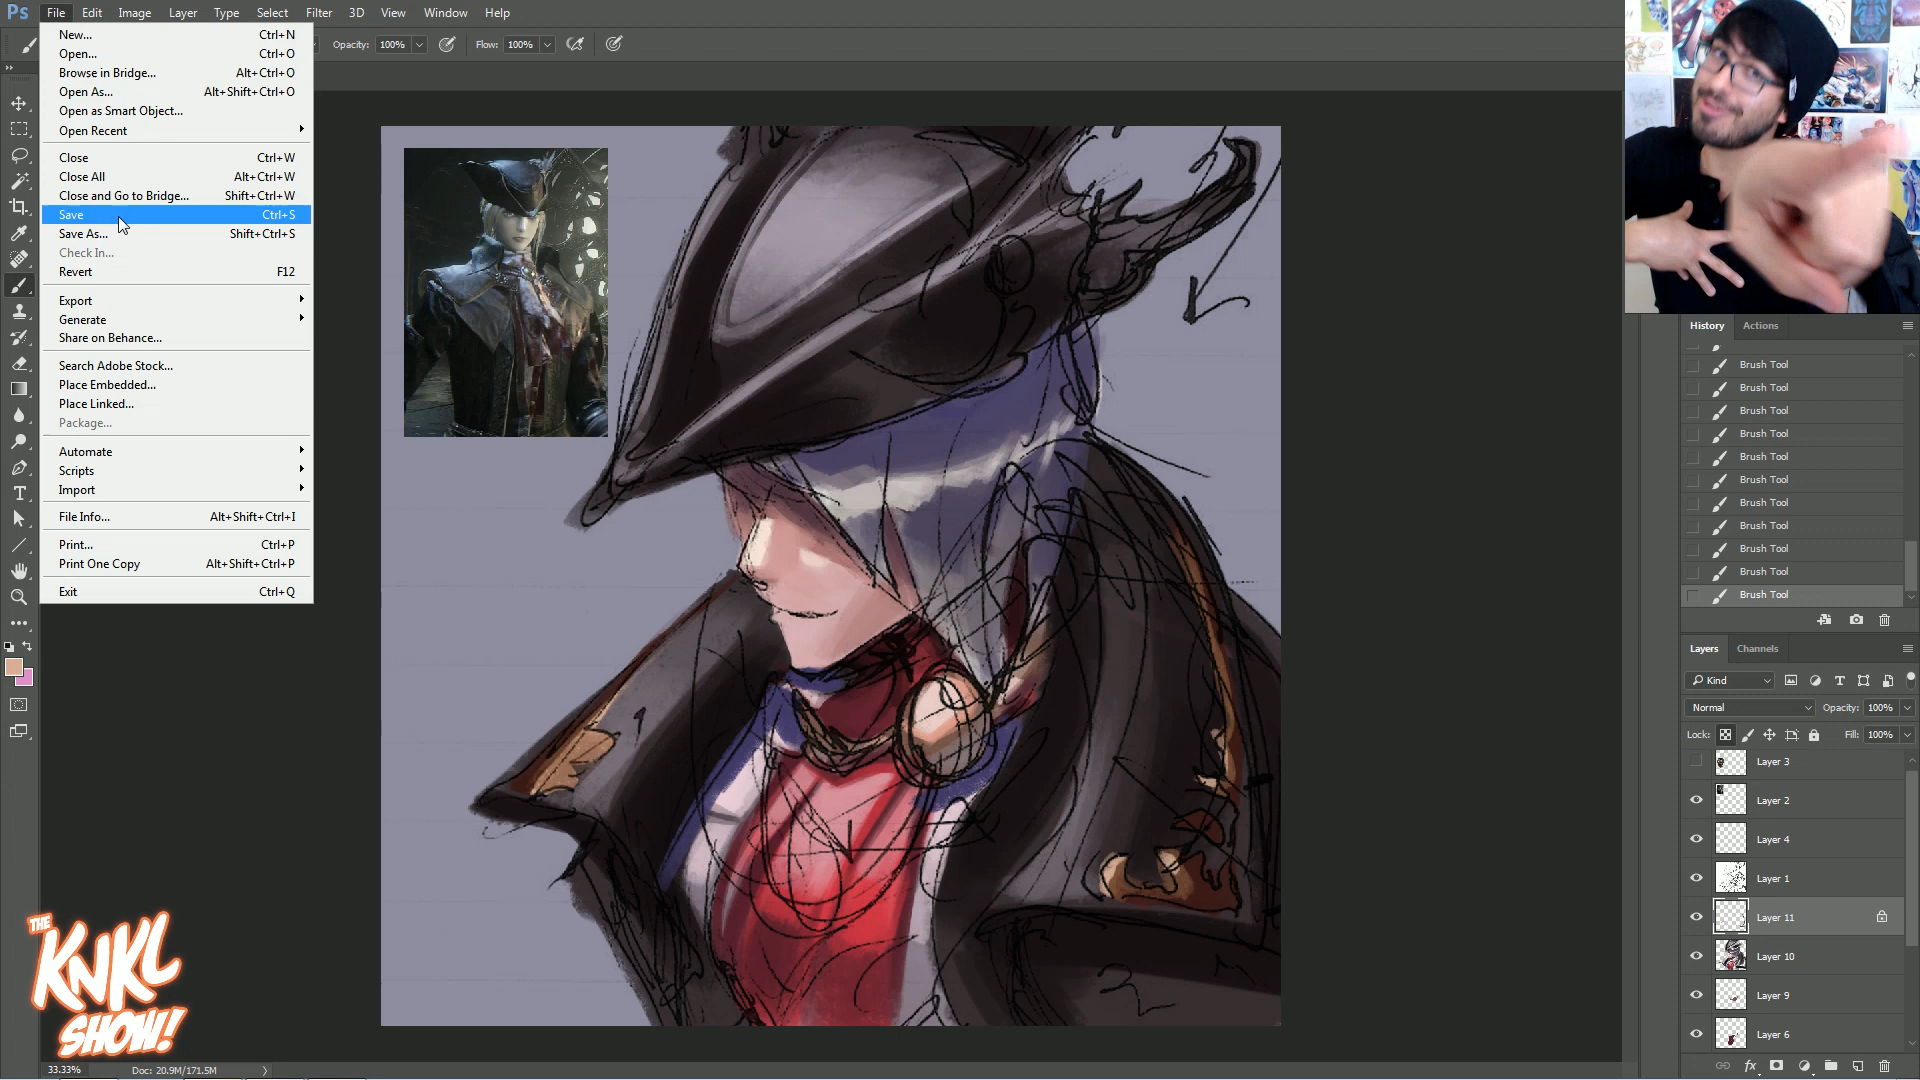 Ps File Edit Image Layer Type Select Filter 3D View Window Help
Opacity: 100% Flow: 100%
New... Ctrl+N
Open... Ctrl+O
Browse in Bridge... Alt+Ctrl+O
Open As... Alt+Shift+Ctrl+O
Open as Smart Object...
Open Recent
Close Ctrl+W
Close All Alt+Ctrl+W
Close and Go to Bridge... Shift+Ctrl+W
Save Ctrl+S
Save As... Shift+Ctrl+S
Check In...
Revert F12
Export
Generate
Share on Behance...
Search Adobe Stock...
Place Embedded...
Place Linked...
Package...
Automate
Scripts
Import
File Info... Alt+Shift+Ctrl+I
Print... Ctrl+P
Print One Copy Alt+Shift+Ctrl+P
Exit Ctrl+Q
THE
KNKL
SHOW!
33.33% Doc: 20.9M/171.5M
History Actions
Brush Tool
Brush Tool
Brush Tool
Brush Tool
Brush Tool
Brush Tool
Brush Tool
Brush Tool
Brush Tool
Brush Tool
Brush Tool
Layers Channels
Kind
Normal Opacity: 100%
Lock: Fill: 100%
Layer 3
Layer 2
Layer 4
Layer 1
Layer 11
Layer 10
Layer 9
Layer 6
fx